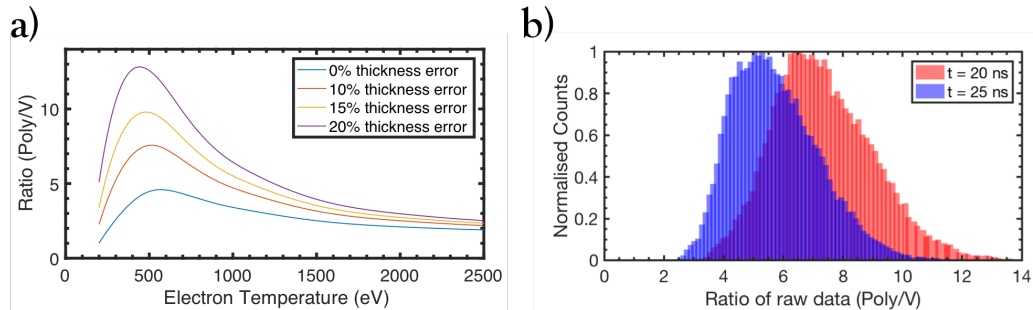 a)
Ratio (Poly/V)
10
5
0
0% thickness error
10% thickness error
15% thickness error
20% thickness error
0 500 1000 1500 2000 2500
Electron Temperature (eV)
b)
Normalised Counts
1
0.8
0.6
0.4
0.2
0
t = 20 ns
t = 25 ns
0 2 4 6 8 10 12 14
Ratio of raw data (Poly/V)